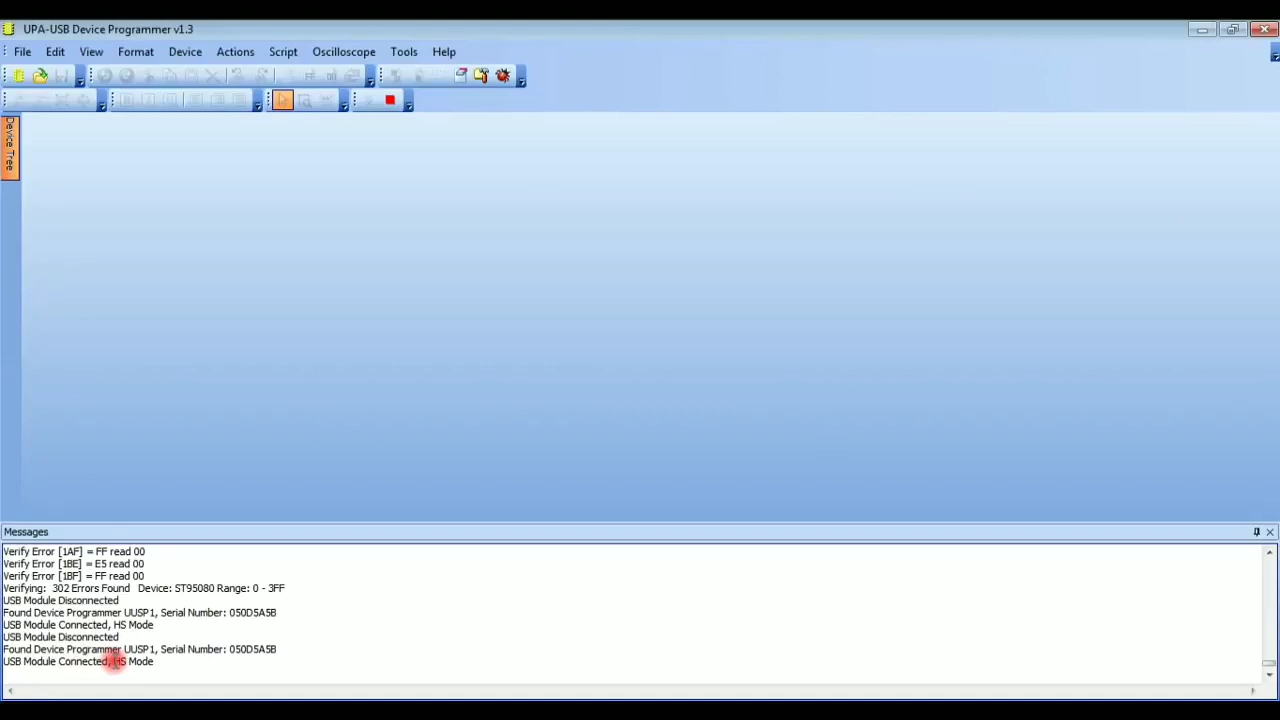 UPA-USB Device Programmer v1.3
File Edit View Format Device Actions Script Oscilloscope Tools Help
Device Tree
Messages
Verify Error [1AF] = FF read 00
Verify Error [1BE] = E5 read 00
Verify Error [1BF] = FF read 00
Verifying: 302 Errors Found Device: ST95080 Range: 0 - 3FF
USB Module Disconnected
Found Device Programmer UUSP1, Serial Number: 050D5A5B
USB Module Connected, HS Mode
USB Module Disconnected
Found Device Programmer UUSP1, Serial Number: 050D5A5B
USB Module Connected, HS Mode